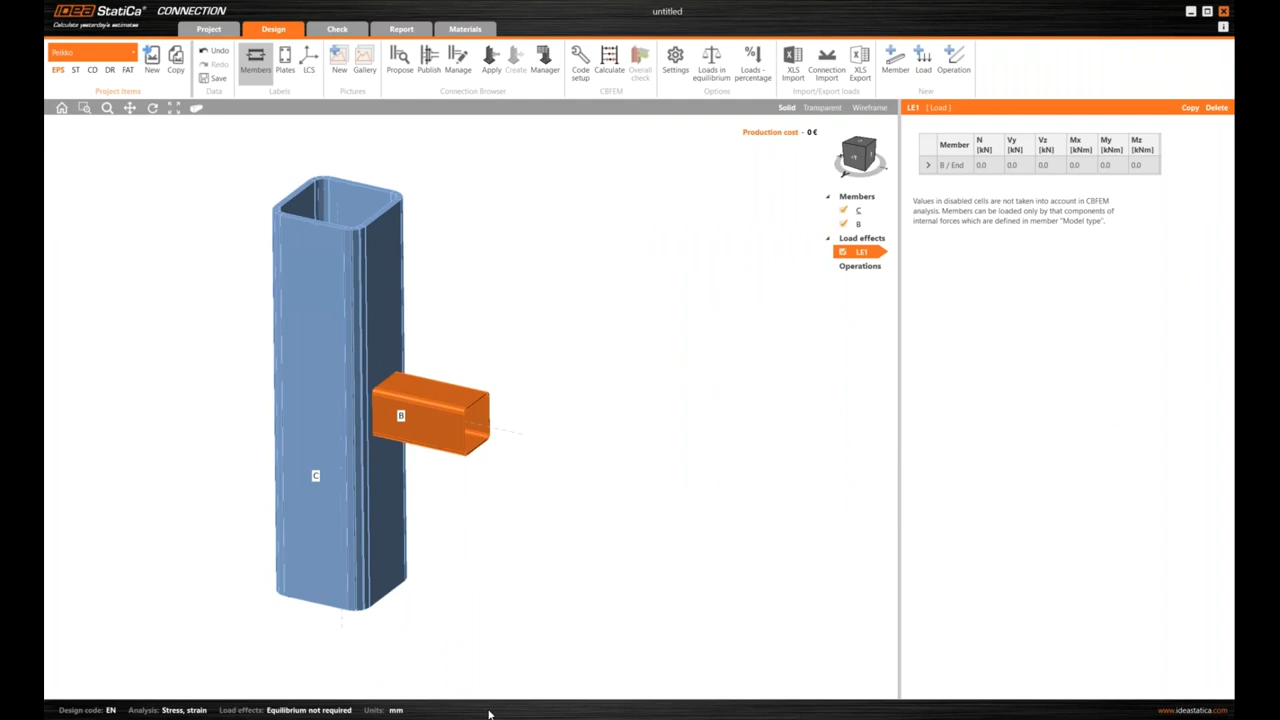 IDEA StatiCa® CONNECTION
Calculate yesterday's estimates
untitled
Project Design Check Report Materials
Peikko
EPS ST CD DR FAT
New Copy
Undo
Redo
Save
Members Plates LCS
New Gallery
Propose Publish Manage Apply Create Manager
Code setup Calculate Overall check
Settings Loads in equilibrium Loads - percentage
XLS Import Connection Import XLS Export
Member Load Operation
Project Items Data Labels Pictures Connection Browser CBFEM Options Import/Export loads New
Solid Transparent Wireframe
LE1 [Load ] Copy Delete
Production cost - 0 €
Members
C
B
Load effects
LE1
Operations
Member N [kN] Vy [kN] Vz [kN] Mx [kNm] My [kNm] Mz [kNm]
> B / End 0.0 0.0 0.0 0.0 0.0 0.0
Values in disabled cells are not taken into account in CBFEM
analysis. Members can be loaded only by that components of
internal forces which are defined in member "Model type".
B
C
Design code: EN Analysis: Stress, strain Load effects: Equilibrium not required Units: mm
www.ideastatica.com